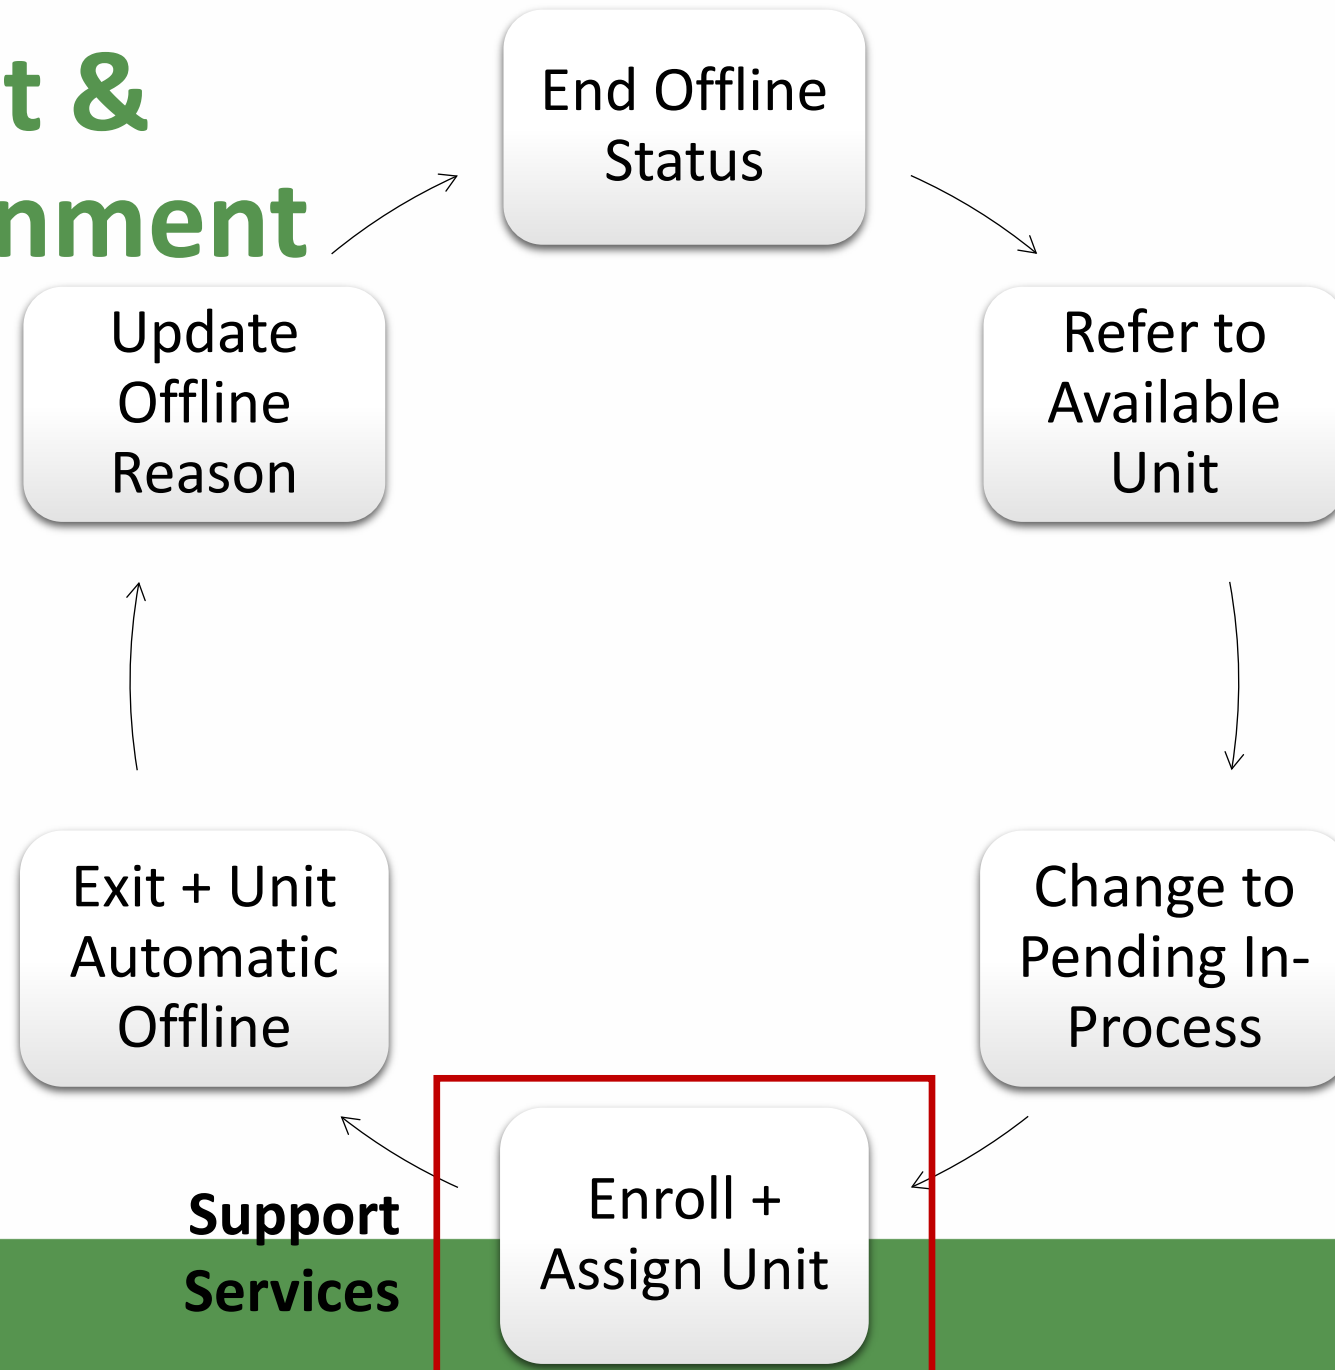 t &
nment
End Offline
Status
Update
Offline
Reason
Refer to
Available
Unit
Exit + Unit
Automatic
Offline
Change to
Pending In-
Process
Support
Services
Enroll +
Assign Unit